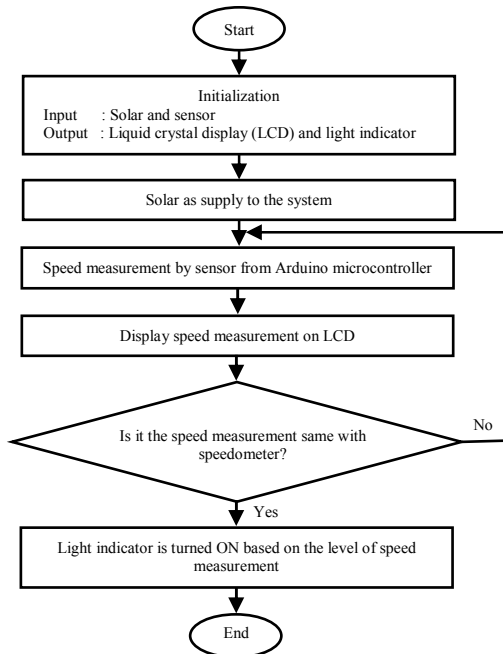 Start
Initialization
Input : Solar and sensor
Output : Liquid crystal display (LCD) and light indicator
Solar as supply to the system
Speed measurement by sensor from Arduino microcontroller
Display speed measurement on LCD
Is it the speed measurement same with
speedometer?
No
Yes
Light indicator is turned ON based on the level of speed
measurement
End